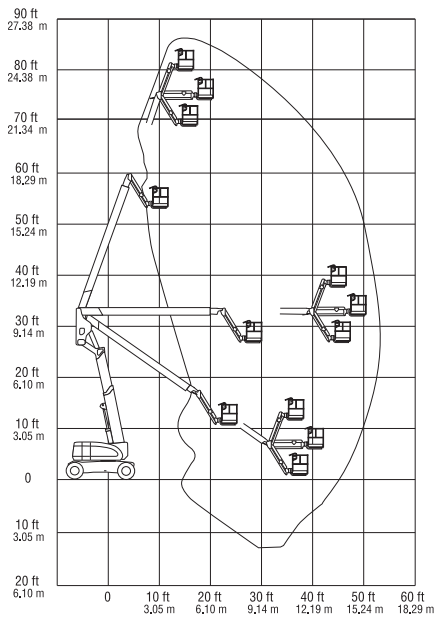 90 ft
27.38 m
80 ft
24.38 m
70 ft
21.34 m
60 ft
18.29 m
50 ft
15.24 m
40 ft
12.19 m
30 ft
9.14 m
20 ft
6.10 m
10 ft
3.05 m
0
10 ft
3.05 m
20 ft
6.10 m
0 10 ft 20 ft 30 ft 40 ft 50 ft 60 ft
3.05 m 6.10 m 9.14 m 12.19 m 15.24 m 18.29 m